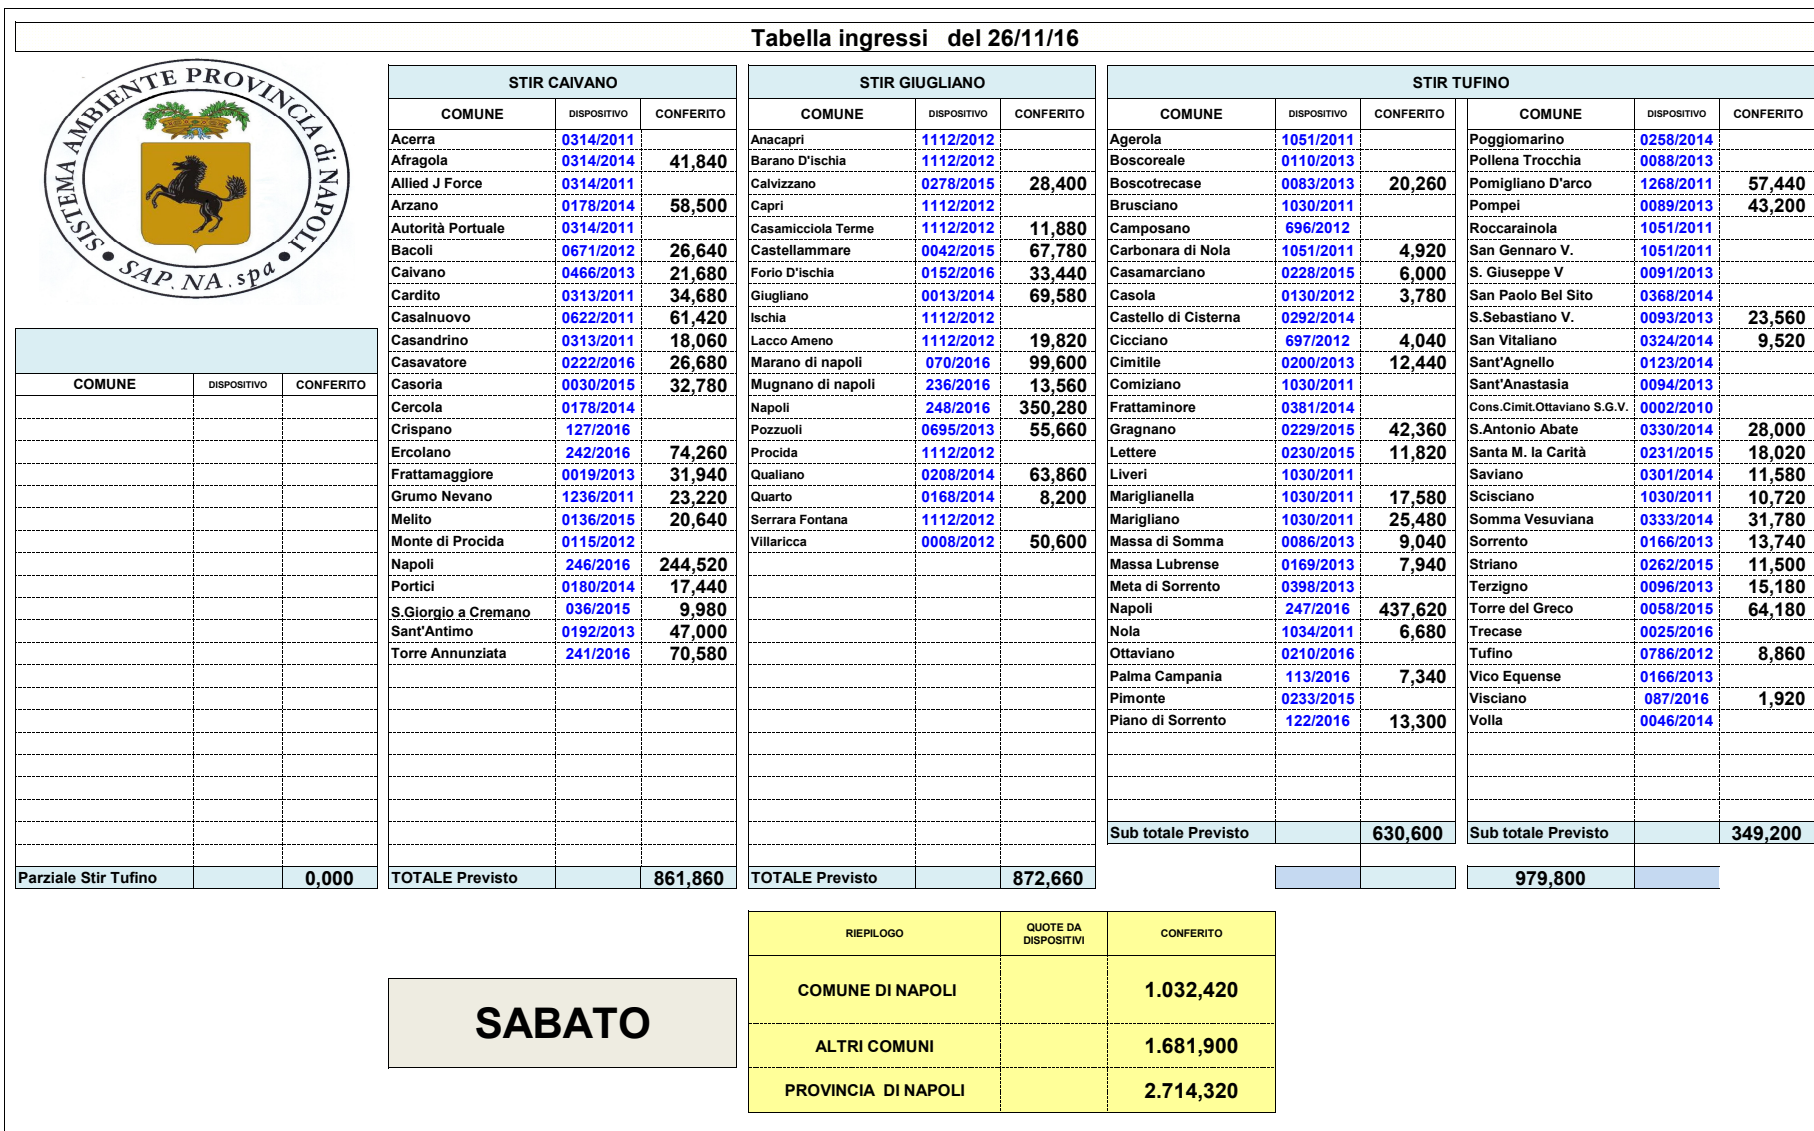 Tabella ingressi   del 26/11/16
SISTEMA AMBIENTE PROVINCIA di NAPOLI
SAP.NA. spa
COMUNE DISPOSITIVO CONFERITO
Parziale Stir Tufino 0,000
STIR CAIVANO
COMUNE DISPOSITIVO CONFERITO
Acerra 0314/2011
Afragola 0314/2014 41,840
Allied J Force 0314/2011
Arzano 0178/2014 58,500
Autorità Portuale 0314/2011
Bacoli 0671/2012 26,640
Caivano 0466/2013 21,680
Cardito 0313/2011 34,680
Casalnuovo 0622/2011 61,420
Casandrino 0313/2011 18,060
Casavatore 0222/2016 26,680
Casoria 0030/2015 32,780
Cercola 0178/2014
Crispano 127/2016
Ercolano 242/2016 74,260
Frattamaggiore 0019/2013 31,940
Grumo Nevano 1236/2011 23,220
Melito 0136/2015 20,640
Monte di Procida 0115/2012
Napoli 246/2016 244,520
Portici 0180/2014 17,440
S.Giorgio a Cremano 036/2015 9,980
Sant'Antimo 0192/2013 47,000
Torre Annunziata 241/2016 70,580
TOTALE Previsto 861,860
STIR GIUGLIANO
COMUNE DISPOSITIVO CONFERITO
Anacapri 1112/2012
Barano D'ischia 1112/2012
Calvizzano 0278/2015 28,400
Capri 1112/2012
Casamicciola Terme 1112/2012 11,880
Castellammare 0042/2015 67,780
Forio D'ischia 0152/2016 33,440
Giugliano 0013/2014 69,580
Ischia 1112/2012
Lacco Ameno 1112/2012 19,820
Marano di napoli 070/2016 99,600
Mugnano di napoli 236/2016 13,560
Napoli 248/2016 350,280
Pozzuoli 0695/2013 55,660
Procida 1112/2012
Qualiano 0208/2014 63,860
Quarto 0168/2014 8,200
Serrara Fontana 1112/2012
Villaricca 0008/2012 50,600
TOTALE Previsto 872,660
STIR TUFINO
COMUNE DISPOSITIVO CONFERITO
Agerola 1051/2011
Boscoreale 0110/2013
Boscotrecase 0083/2013 20,260
Brusciano 1030/2011
Camposano 696/2012
Carbonara di Nola 1051/2011 4,920
Casamarciano 0228/2015 6,000
Casola 0130/2012 3,780
Castello di Cisterna 0292/2014
Cicciano 697/2012 4,040
Cimitile 0200/2013 12,440
Comiziano 1030/2011
Frattaminore 0381/2014
Gragnano 0229/2015 42,360
Lettere 0230/2015 11,820
Liveri 1030/2011
Mariglianella 1030/2011 17,580
Marigliano 1030/2011 25,480
Massa di Somma 0086/2013 9,040
Massa Lubrense 0169/2013 7,940
Meta di Sorrento 0398/2013
Napoli 247/2016 437,620
Nola 1034/2011 6,680
Ottaviano 0210/2016
Palma Campania 113/2016 7,340
Pimonte 0233/2015
Piano di Sorrento 122/2016 13,300
Sub totale Previsto 630,600
COMUNE DISPOSITIVO CONFERITO
Poggiomarino 0258/2014
Pollena Trocchia 0088/2013
Pomigliano D'arco 1268/2011 57,440
Pompei 0089/2013 43,200
Roccarainola 1051/2011
San Gennaro V. 1051/2011
S. Giuseppe V 0091/2013
San Paolo Bel Sito 0368/2014
S.Sebastiano V. 0093/2013 23,560
San Vitaliano 0324/2014 9,520
Sant'Agnello 0123/2014
Sant'Anastasia 0094/2013
Cons.Cimit.Ottaviano S.G.V. 0002/2010
S.Antonio Abate 0330/2014 28,000
Santa M. la Carità 0231/2015 18,020
Saviano 0301/2014 11,580
Scisciano 1030/2011 10,720
Somma Vesuviana 0333/2014 31,780
Sorrento 0166/2013 13,740
Striano 0262/2015 11,500
Terzigno 0096/2013 15,180
Torre del Greco 0058/2015 64,180
Trecase 0025/2016
Tufino 0786/2012 8,860
Vico Equense 0166/2013
Visciano 087/2016 1,920
Volla 0046/2014
Sub totale Previsto 349,200
979,800
SABATO
RIEPILOGO QUOTE DA DISPOSITIVI CONFERITO
COMUNE DI NAPOLI 1.032,420
ALTRI COMUNI 1.681,900
PROVINCIA DI NAPOLI 2.714,320